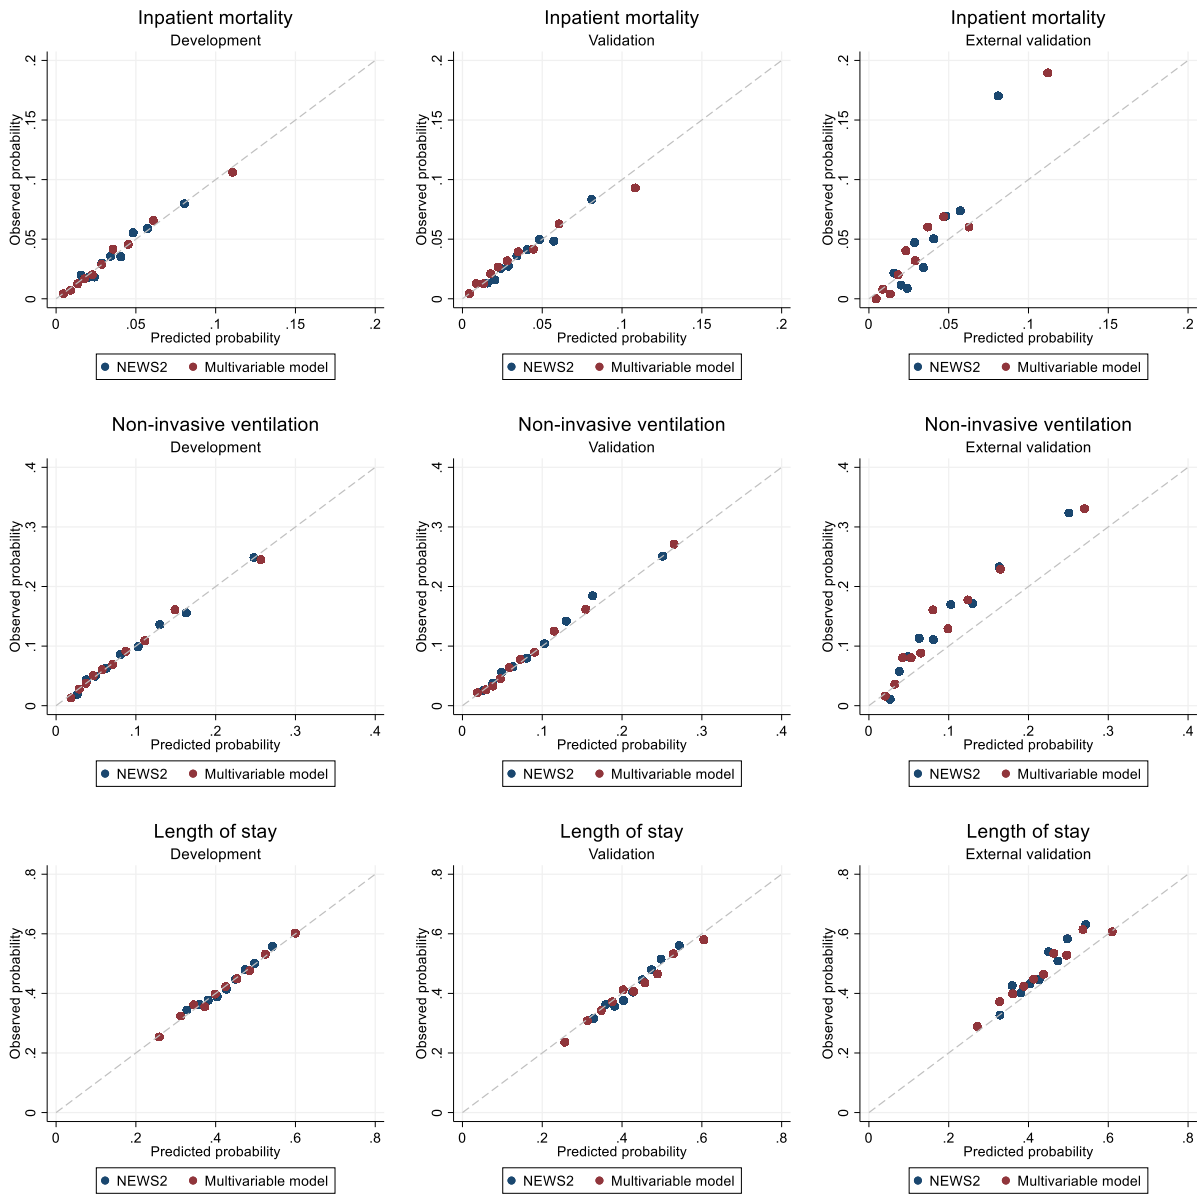 Inpatient mortality
Development
Observed probability
.2
.15
.1
.05
0
0 .05 .1 .15 .2
Predicted probability
NEWS2 Multivariable model
Inpatient mortality
Validation
Observed probability
.2
.15
.1
.05
0
0 .05 .1 .15 .2
Predicted probability
NEWS2 Multivariable model
Inpatient mortality
External validation
Observed probability
.2
.15
.1
.05
0
0 .05 .1 .15 .2
Predicted probability
NEWS2 Multivariable model
Non-invasive ventilation
Development
Observed probability
.4
.3
.2
.1
0
0 .1 .2 .3 .4
Predicted probability
NEWS2 Multivariable model
Non-invasive ventilation
Validation
Observed probability
.4
.3
.2
.1
0
0 .1 .2 .3 .4
Predicted probability
NEWS2 Multivariable model
Non-invasive ventilation
External validation
Observed probability
.4
.3
.2
.1
0
0 .1 .2 .3 .4
Predicted probability
NEWS2 Multivariable model
Length of stay
Development
Observed probability
.8
.6
.4
.2
0
0 .2 .4 .6 .8
Predicted probability
NEWS2 Multivariable model
Length of stay
Validation
Observed probability
.8
.6
.4
.2
0
0 .2 .4 .6 .8
Predicted probability
NEWS2 Multivariable model
Length of stay
External validation
Observed probability
.8
.6
.4
.2
0
0 .2 .4 .6 .8
Predicted probability
NEWS2 Multivariable model